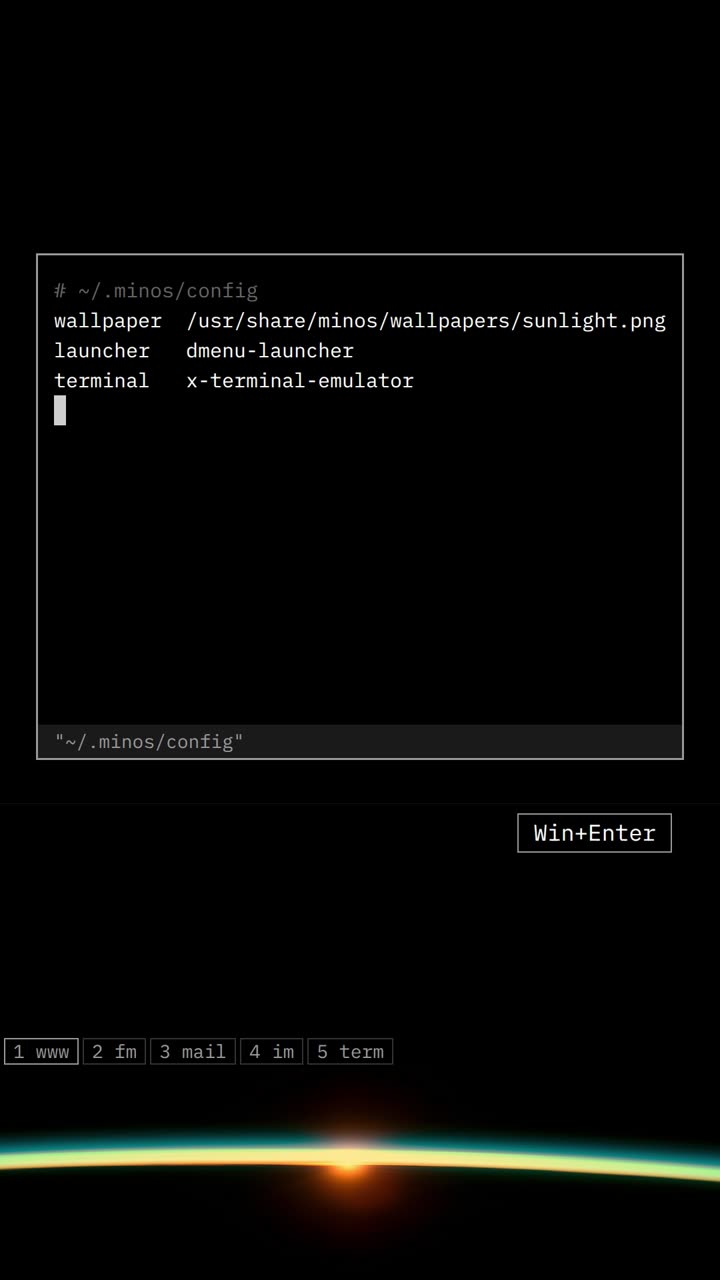 # ~/.minos/config
wallpaper  /usr/share/minos/wallpapers/sunlight.png
launcher   dmenu-launcher
terminal   x-terminal-emulator
"~/.minos/config"
Win+Enter
1 www 2 fm 3 mail 4 im 5 term